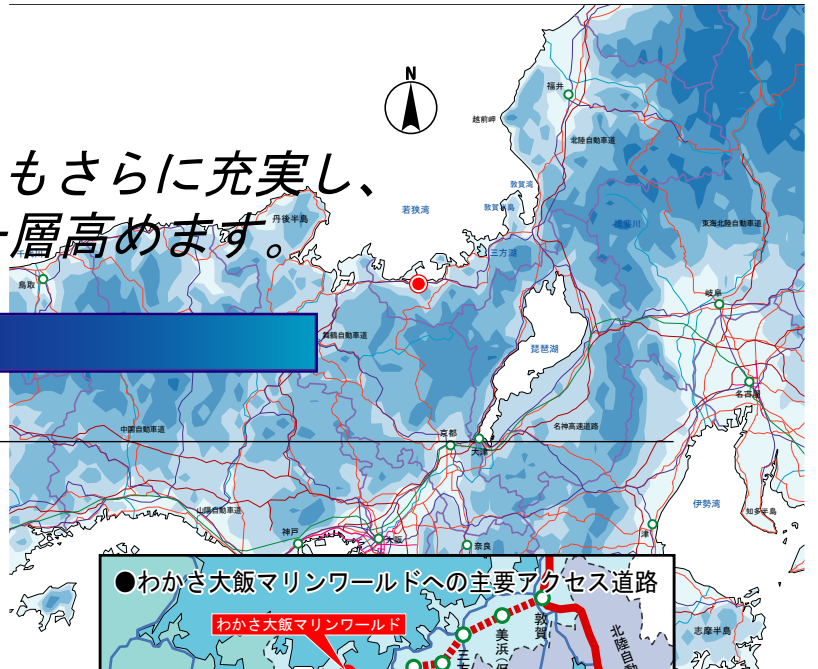 N
福井
越前岬
北陸自動車道
もさらに充実し、
敦賀湾
若狭湾
丹後半島
東海北陸自動車道
層高めます。
三方湖
鳥取
岐阜
舞鶴自動車道
琵琶湖
名古屋
中国自動車道
京都
名神高速道路
大津
山陽自動車道
伊勢湾
知多半島
神戸
大阪
奈良
津
●わかさ大飯マリンワールドへの主要アクセス道路
わかさ大飯マリンワールド
敦賀
美浜
北陸自
志摩半島